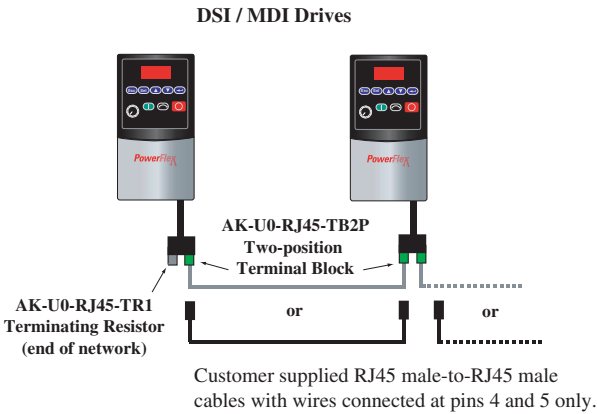 DSI / MDI Drives
PowerFlex
PowerFlex
AK-U0-RJ45-TB2P
Two-position
Terminal Block
AK-U0-RJ45-TR1
Terminating Resistor
(end of network)
or
or
Customer supplied RJ45 male-to-RJ45 male
cables with wires connected at pins 4 and 5 only.